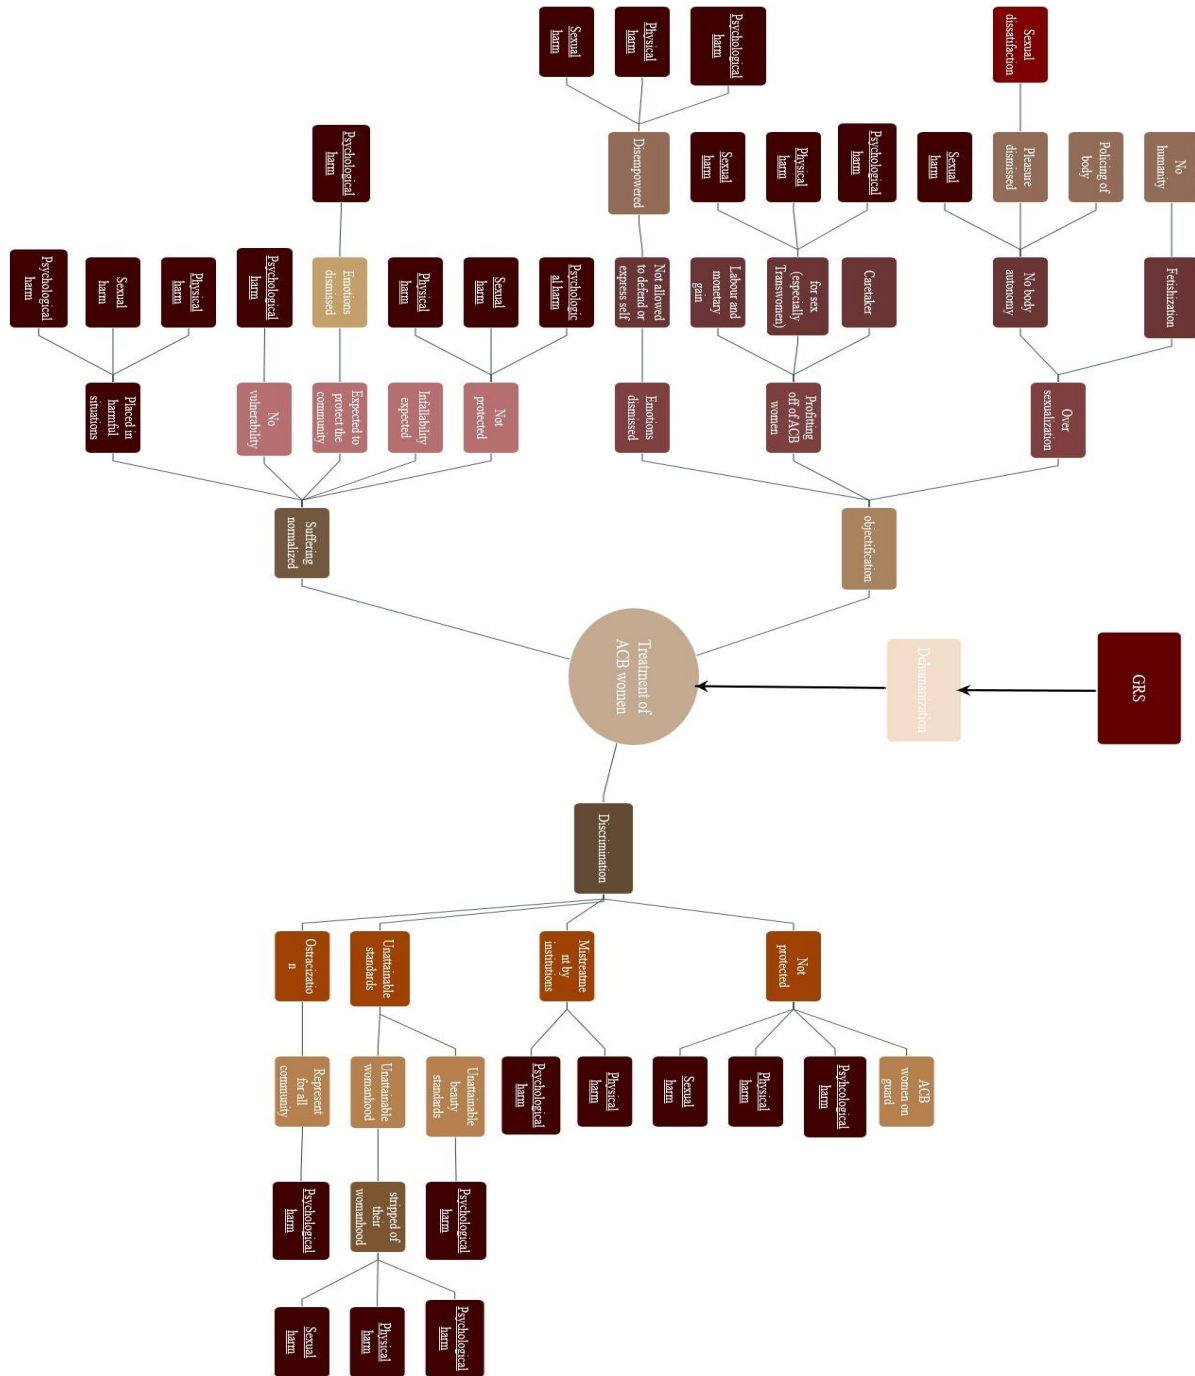 No
humanity
Fetishization
GRS
Policing of
body
Over
sexualization
Sexual
dissatifaction
Pleasure
dismissed
No body
autonomy
Sexual
harm
Dehumanization
ACB
women on
guard
Psychological
harm
Caretaker
objectification
Psyhcological
harm
Physical
harm
for sex
(especially
Transwomen)
Profitting
off of ACB
women
Not
protected
Physical
harm
Psychological
harm
Sexual
harm
Labour and
monetary
gain
Sexual
harm
Physical
harm
Disempowered
Not allowed
to defend or
express self
Emotions
dismissed
Treatment of
ACB women
Discrimination
Physical
harm
Sexual
harm
Psychologic
al harm
Mistreatme
nt by
institutions
Psychological
harm
Sexual
harm
Not
protected
Unattainable
beauty
standards
Psychological
harm
Psychological
harm
Physical
harm
Infallability
expected
Unattainable
standards
Unattainable
womanhood
stripped of
their
womanhood
Physical
harm
Psychological
harm
Emotions
dismissed
Expected to
protect the
community
Suffering
normalized
Ostracizatio
n
Represent
for all
community
Psychological
harm
Sexual
harm
Psychological
harm
No
vulnerability
Physical
harm
Sexual
harm
Placed in
harmful
situations
Psychological
harm